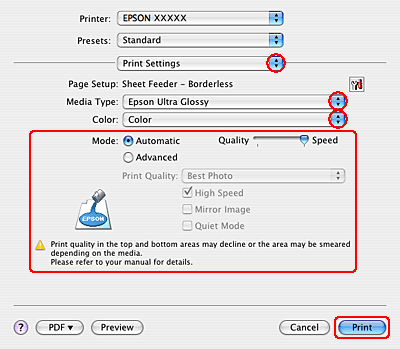 Printer: EPSON XXXXX
Presets: Standard
Print Settings
Page Setup: Sheet Feeder - Borderless
Media Type: Epson Ultra Glossy
Color: Color
Mode: Automatic Quality Speed
Advanced
Print Quality: Best Photo
High Speed
Mirror Image
Quiet Mode
EPSON
Print quality in the top and bottom areas may decline or the area may be smeared
depending on the media.
Please refer to your manual for details.
? PDF ▼ Preview Cancel Print